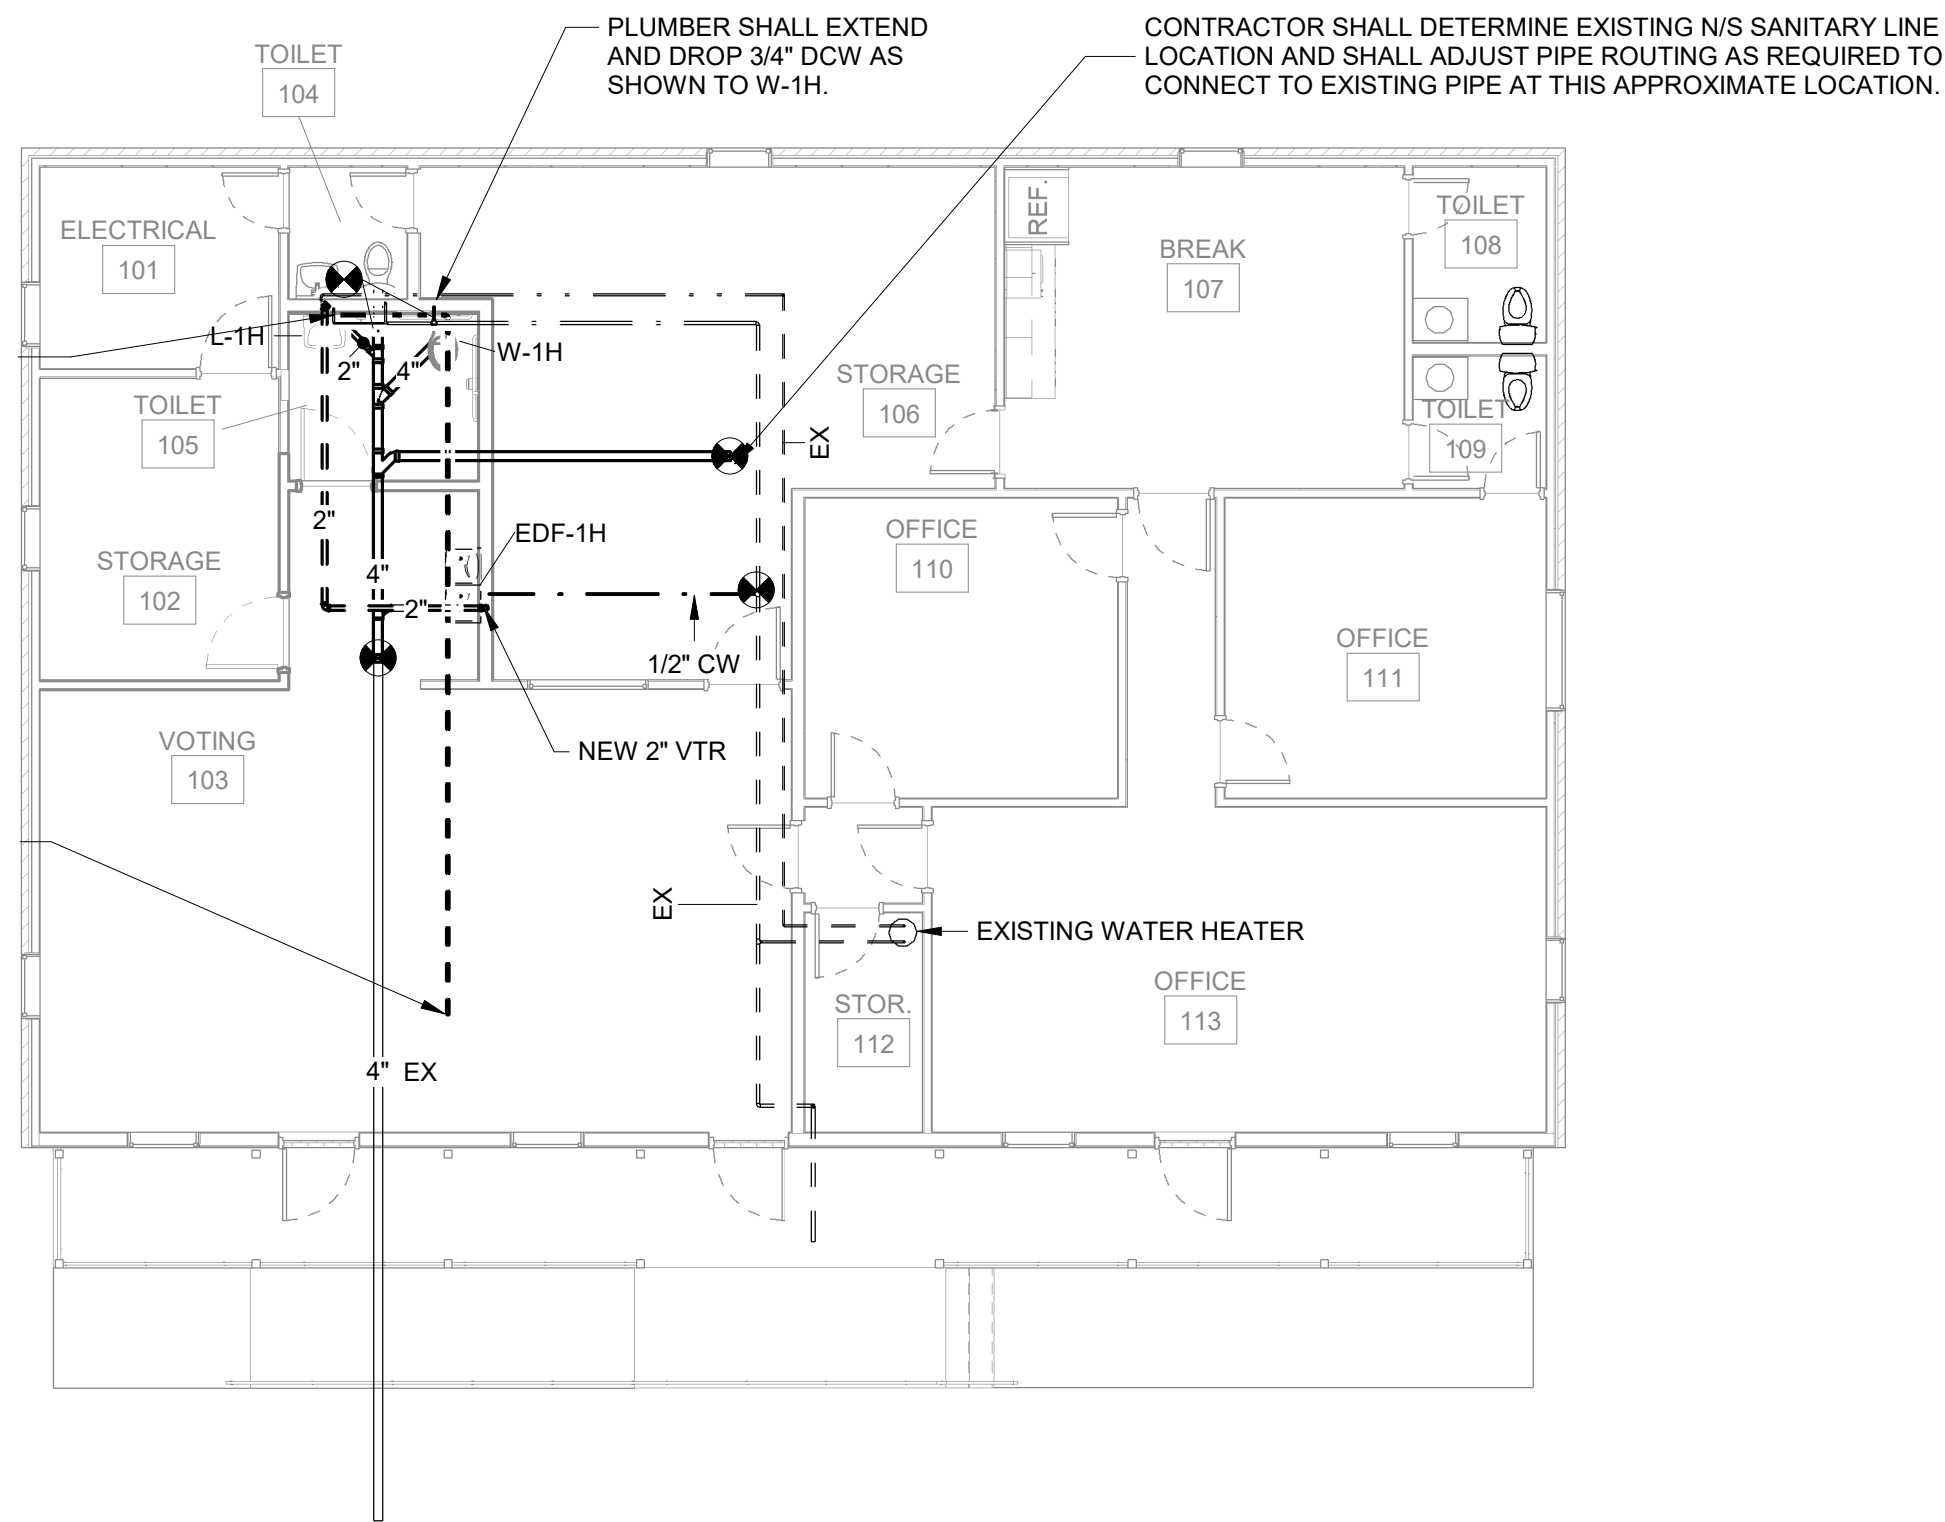 PLUMBER SHALL EXTEND
AND DROP 3/4" DCW AS
SHOWN TO W-1H.
CONTRACTOR SHALL DETERMINE EXISTING N/S SANITARY LINE
LOCATION AND SHALL ADJUST PIPE ROUTING AS REQUIRED TO
CONNECT TO EXISTING PIPE AT THIS APPROXIMATE LOCATION.
TOILET
104
ELECTRICAL
101
REF.
BREAK
107
TOILET
108
L-1H
2"
4"
W-1H
STORAGE
106
TOILET
105
TOILET
109
EX
2"
EDF-1H
OFFICE
110
STORAGE
102
4"
2"
1/2" CW
OFFICE
111
VOTING
103
NEW 2" VTR
EX
EXISTING WATER HEATER
STOR.
112
OFFICE
113
4" EX